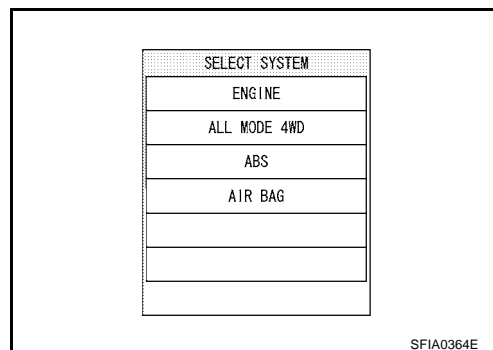 SELECT SYSTEM
ENGINE
ALL MODE 4WD
ABS
AIR BAG
SFIA0364E